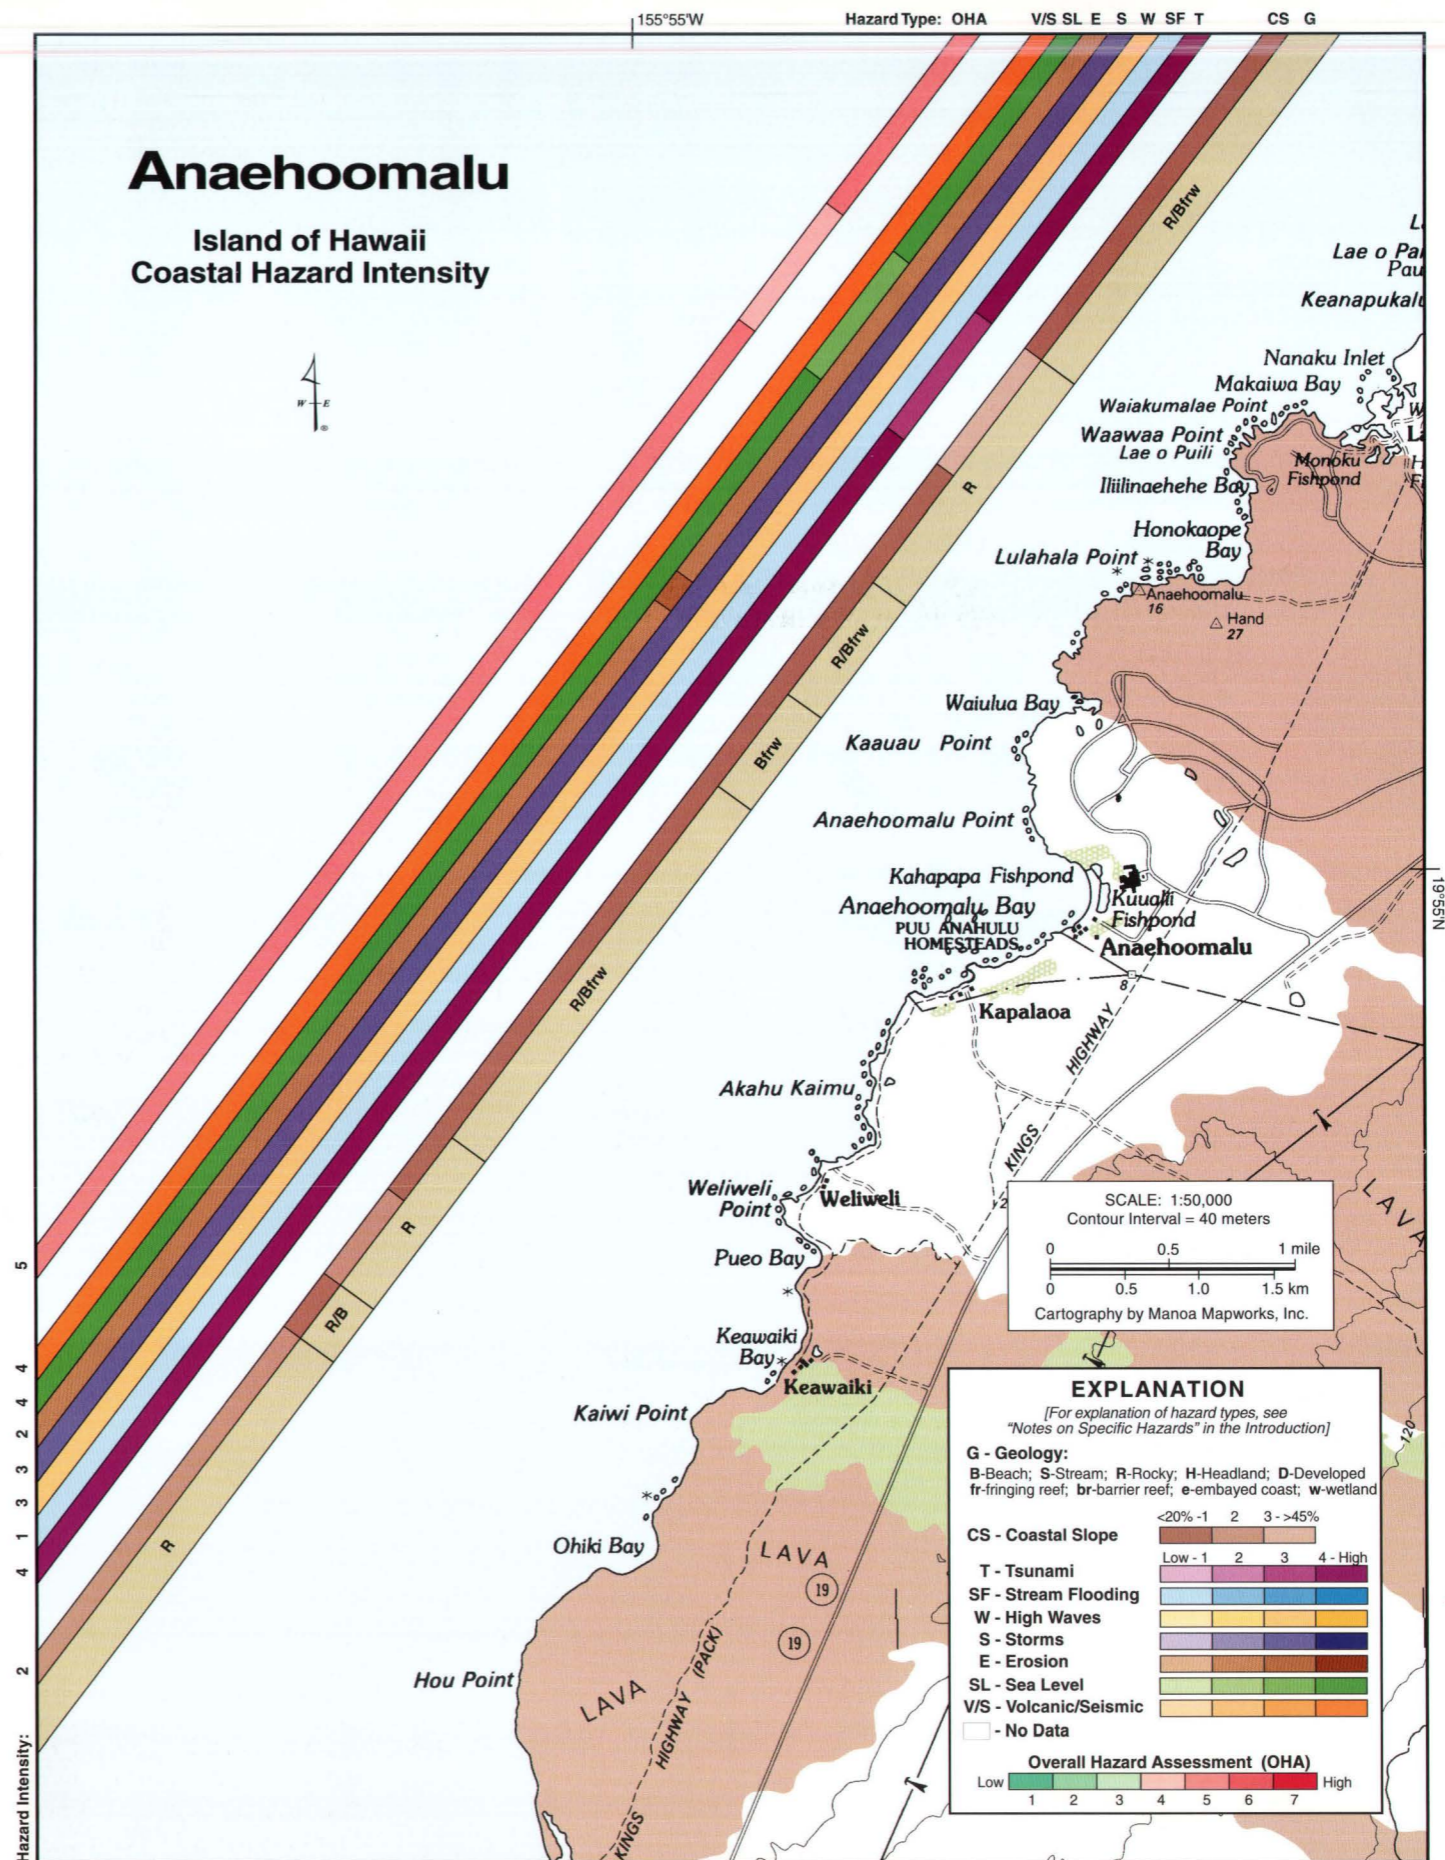 155°55'W
Hazard Type: OHA V/S SL E S W SF T CS G
Anaehoomalu
Island of Hawaii
Coastal Hazard Intensity
W E
R/Bfrw
R
R/Bfrw
Bfrw
R/Bfrw
R
R/B
R
Lae o Pa
Pau
Keanapukal
Nanaku Inlet
Makaiwa Bay
Waiakumalae Point
Waawaa Point
Lae o Puili
Monoku
Fishpond
Iliilinaehehe Bay
Honokaope
Bay
Lulahala Point
Anaehoomalu
16
Hand
27
Waiulua Bay
Kaauau Point
Anaehoomalu Point
19°55'N
Kahapapa Fishpond
Kuualii
Fishpond
Anaehoomalu Bay
PUU ANAHULU
HOMESTEADS
Anaehoomalu
8
Kapalaoa
HIGHWAY
Akahu Kaimu
KINGS
Weliweli
Point
Weliweli
2
LAVA
Pueo Bay
SCALE: 1:50,000
Contour Interval = 40 meters
0 0.5 1 mile
0 0.5 1.0 1.5 km
Cartography by Manoa Mapworks, Inc.
Keawaiki
Bay
Keawaiki
Kaiwi Point
120
Ohiki Bay
LAVA
19
19
Hou Point
LAVA
HIGHWAY (PACK)
KINGS
EXPLANATION
[For explanation of hazard types, see
"Notes on Specific Hazards" in the Introduction]
G - Geology:
B-Beach; S-Stream; R-Rocky; H-Headland; D-Developed
fr-fringing reef; br-barrier reef; e-embayed coast; w-wetland
<20% -1 2 3 - >45%
CS - Coastal Slope
Low - 1 2 3 4 - High
T - Tsunami
SF - Stream Flooding
W - High Waves
S - Storms
E - Erosion
SL - Sea Level
V/S - Volcanic/Seismic
- No Data
Overall Hazard Assessment (OHA)
Low High
1 2 3 4 5 6 7
Hazard Intensity: 2 4 1 3 3 2 4 4 5